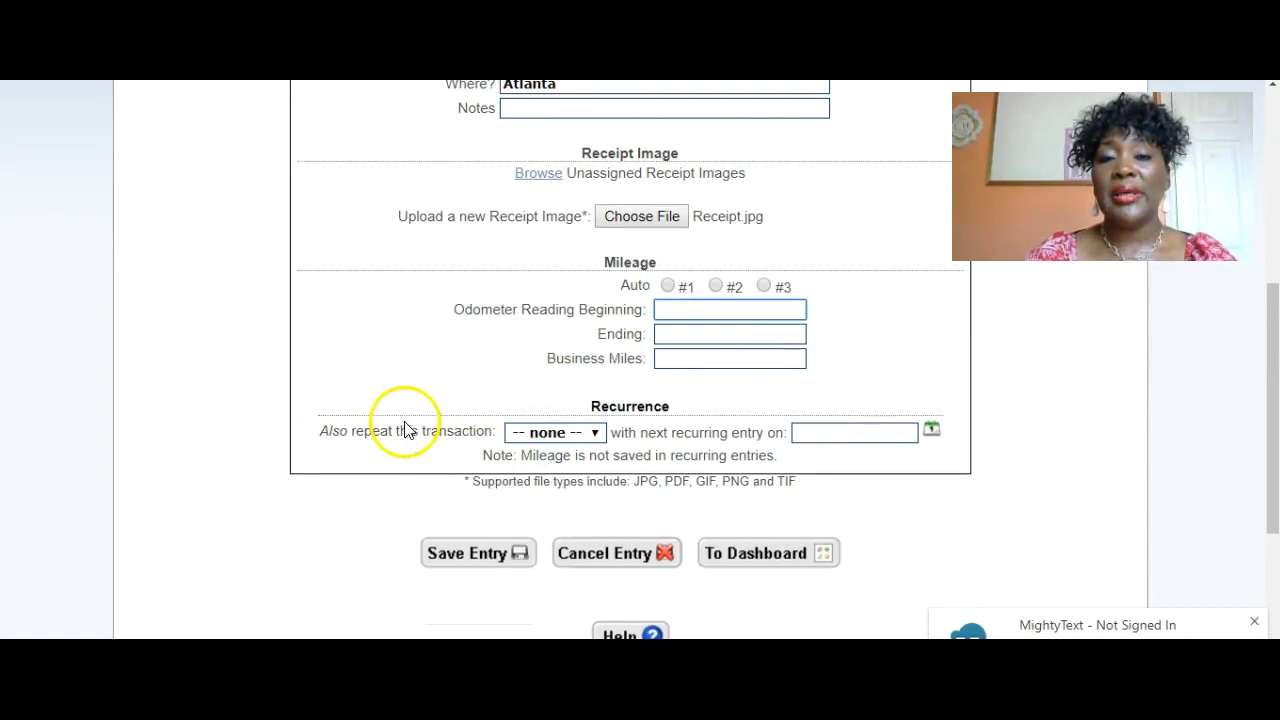 Where? Atlanta
Notes
Receipt Image
Browse Unassigned Receipt Images
Upload a new Receipt Image*: Choose File Receipt.jpg
Mileage
Auto #1 #2 #3
Odometer Reading Beginning:
Ending:
Business Miles:
Recurrence
Also repeat this transaction: -- none -- with next recurring entry on:
Note: Mileage is not saved in recurring entries.
* Supported file types include: JPG, PDF, GIF, PNG and TIF
Save Entry Cancel Entry To Dashboard
Help ?
MightyText - Not Signed In